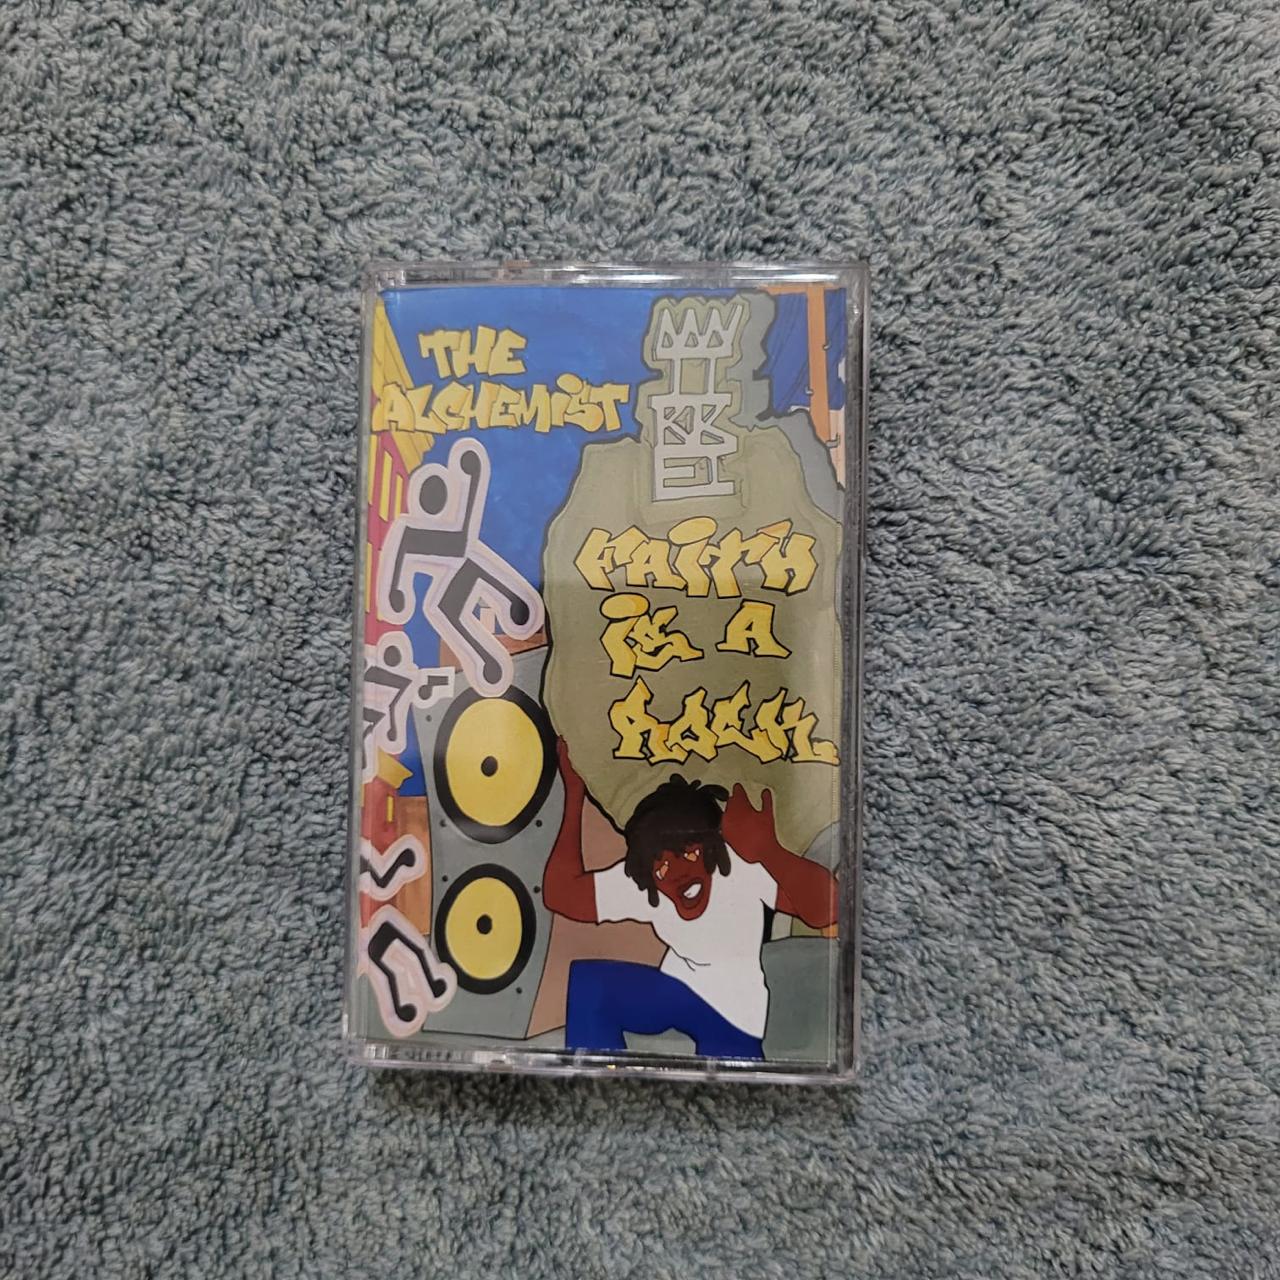 THE
ALCHEMIST
FAITH
IS A
ROCK